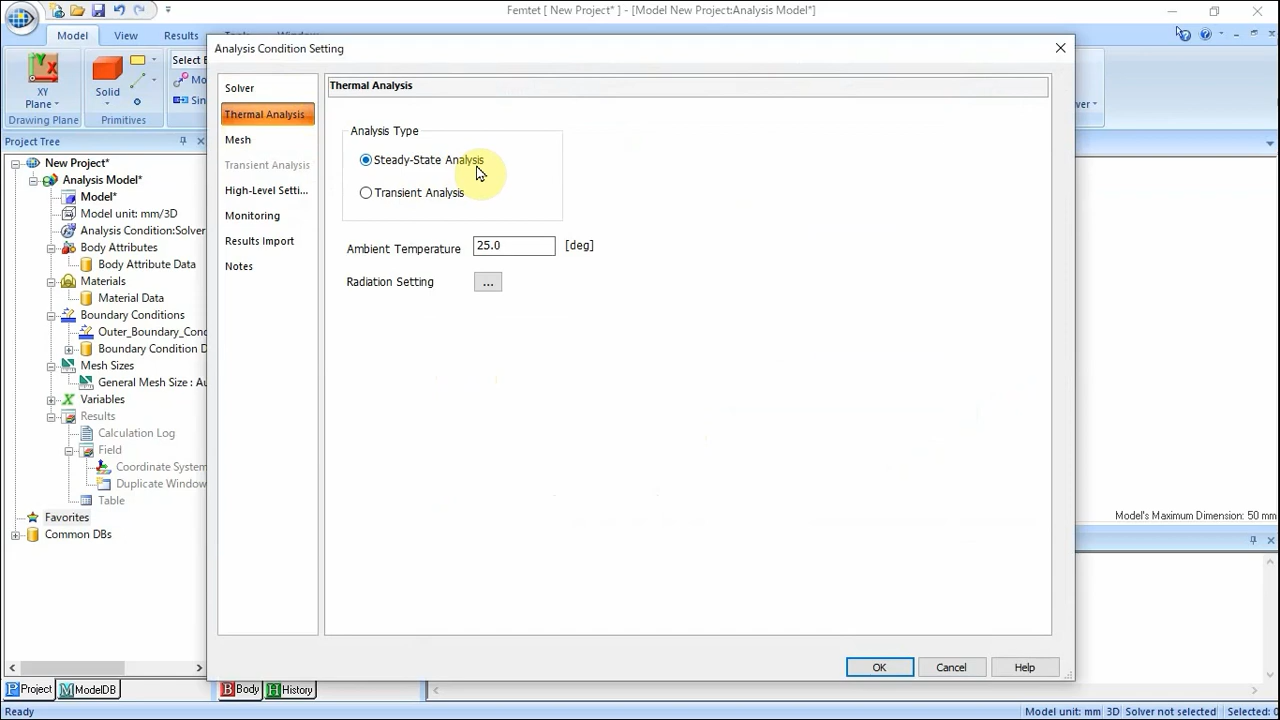 Femtet [ New Project* ] - [Model New Project:Analysis Model*]
Model
View
Results
XY
Plane
Drawing Plane
Solid
Primitives
Select
Project Tree
New Project*
Analysis Model*
Model*
Model unit: mm/3D
Analysis Condition:Solver
Body Attributes
Body Attribute Data
Materials
Material Data
Boundary Conditions
Outer_Boundary_Con
Boundary Condition D
Mesh Sizes
General Mesh Size : Au
Variables
Results
Calculation Log
Field
Coordinate System
Duplicate Window
Table
Favorites
Common DBs
Project
ModelDB
Body
History
Analysis Condition Setting
Solver
Thermal Analysis
Mesh
Transient Analysis
High-Level Setti...
Monitoring
Results Import
Notes
Thermal Analysis
Analysis Type
Steady-State Analysis
Transient Analysis
Ambient Temperature 25.0 [deg]
Radiation Setting ...
OK
Cancel
Help
Model's Maximum Dimension: 50 mm
Ready
Model unit: mm 3D Solver not selected Selected: